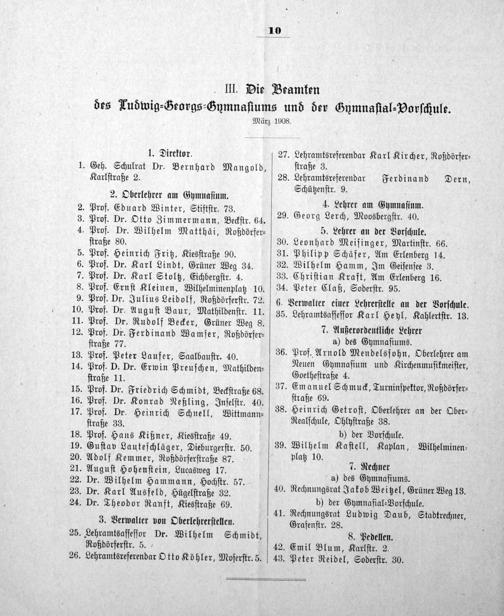 10
III. Die Beamten
des Ludwig-Georgs-Gymnasiums und der Gymnasial-Vorschule.
März 1908.
1. Direktor.
1. Geh. Schulrat Dr. Bernhard Mangold,
Karlstraße 2.
2. Oberlehrer am Gymnasium.
2. Prof. Eduard Winter, Stiftstr. 73.
3. Prof. Dr. Otto Zimmermann, Beckstr. 64.
4. Prof. Dr. Wilhelm Matthäi, Roßdörfer-
straße 80.
5. Prof. Heinrich Fritz, Kiesstraße 90.
6. Prof. Dr. Karl Lindt, Grüner Weg 34.
7. Prof. Dr. Karl Stolz, Eichbergstr. 4.
8. Prof. Ernst Kleinen, Wilhelminenplatz 10.
9. Prof. Dr. Julius Leidolf, Roßdörferstr. 72.
10. Prof. Dr. August Baur, Mathildenstr. 11.
11. Prof. Dr. Rudolf Becker, Grüner Weg 8.
12. Prof. Dr. Ferdinand Wamser, Roßdörfer-
straße 77.
13. Prof. Peter Laufer, Saalbaustr. 40.
14. Prof. D. Dr. Erwin Preuschen, Mathilden-
straße 11.
15. Prof. Dr. Friedrich Schmidt, Beckstraße 68.
16. Prof. Dr. Konrad Neßling, Inselstr. 40.
17. Prof. Dr. Heinrich Schnell, Wittmann-
straße 33.
18. Prof. Hans Kißner, Kiesstraße 49.
19. Gustav Lauteschläger, Dieburgerstr. 50.
20. Adolf Kemmer, Roßdörferstraße 87.
21. August Hohenstein, Lucasweg 17.
22. Dr. Wilhelm Hammann, Hochstr. 57.
23. Dr. Karl Ausfeld, Hügelstraße 32.
24. Dr. Theodor Ranft, Kiesstraße 69.
3. Verwalter von Oberlehrerstellen.
25. Lehramtsassessor Dr. Wilhelm Schmidt,
Roßdörferstr. 5.
26. Lehramtsreferendar Otto Köhler, Moserstr. 5.
27. Lehramtsreferendar Karl Kircher, Roßdörfer-
straße 3.
28. Lehramtsreferendar Ferdinand Dern,
Schützenstr. 9.
4. Lehrer am Gymnasium.
29. Georg Lerch, Moosbergstr. 40.
5. Lehrer an der Vorschule.
30. Leonhard Meisinger, Martinstr. 66.
31. Philipp Schäfer, Am Erlenberg 14.
32. Wilhelm Hamm, Im Geisensee 3.
33. Christian Kraft, Am Erlenberg 16.
34. Peter Claß, Soderstr. 95.
6. Verwalter einer Lehrerstelle an der Vorschule.
35. Lehramtsassessor Karl Heyl, Kahlertstr. 13.
7. Außerordentliche Lehrer
a) des Gymnasiums.
36. Prof. Arnold Mendelssohn, Oberlehrer am
Neuen Gymnasium und Kirchenmusikmeister,
Goethestraße 4.
37. Emanuel Schmuck, Turninspektor, Roßdörfer-
straße 69.
38. Heinrich Getrost, Oberlehrer an der Ober-
Realschule, Ohlystraße 38.
b) der Vorschule.
39. Wilhelm Kastell, Kaplan, Wilhelminen-
platz 10.
7. Rechner
a) des Gymnasiums.
40. Rechnungsrat Jakob Weitzel, Grüner Weg 13.
b) der Gymnasial-Vorschule.
41. Rechnungsrat Ludwig Daub, Stadtrechner,
Grafenstr. 28.
8. Pedellen.
42. Emil Blum, Karlstr. 2.
43. Peter Reidel, Soderstr. 30.